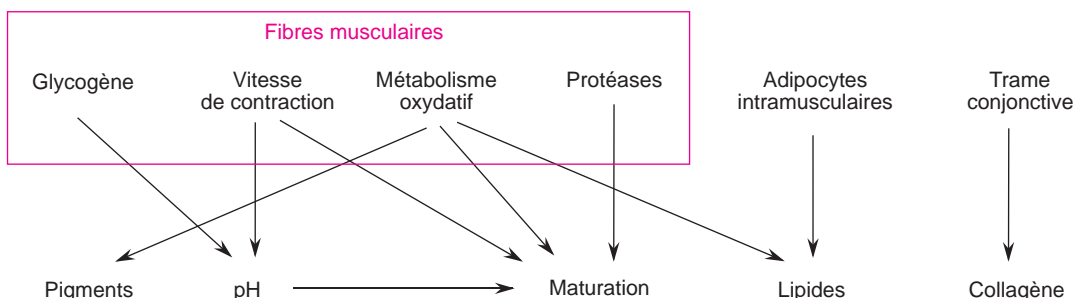 Fibres musculaires
Glycogène
Vitesse
de contraction
Métabolisme
oxydatif
Protéases
Adipocytes
intramusculaires
Trame
conjonctive
Pigments
pH
Maturation
Lipides
Collagène